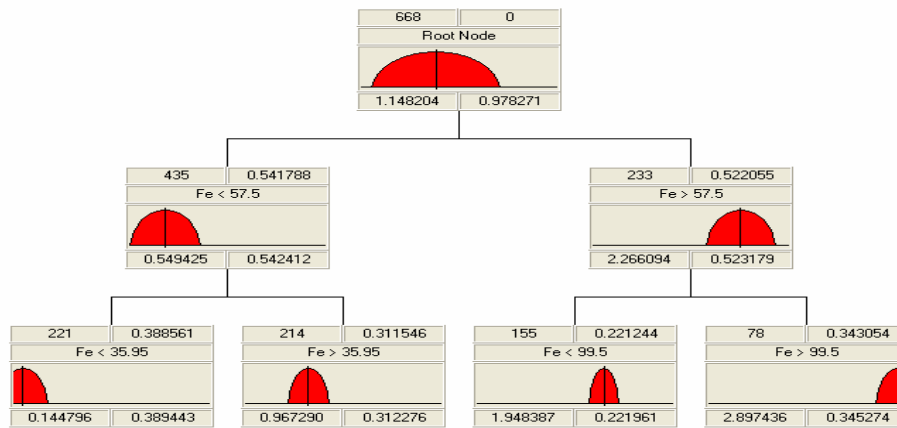 668 0
Root Node
1.148204 0.978271
435 0.541788
Fe < 57.5
0.549425 0.542412
233 0.522055
Fe > 57.5
2.266094 0.523179
221 0.388561
Fe < 35.95
0.144796 0.389443
214 0.311546
Fe > 35.95
0.967290 0.312276
155 0.221244
Fe < 99.5
1.948387 0.221961
78 0.343054
Fe > 99.5
2.897436 0.345274